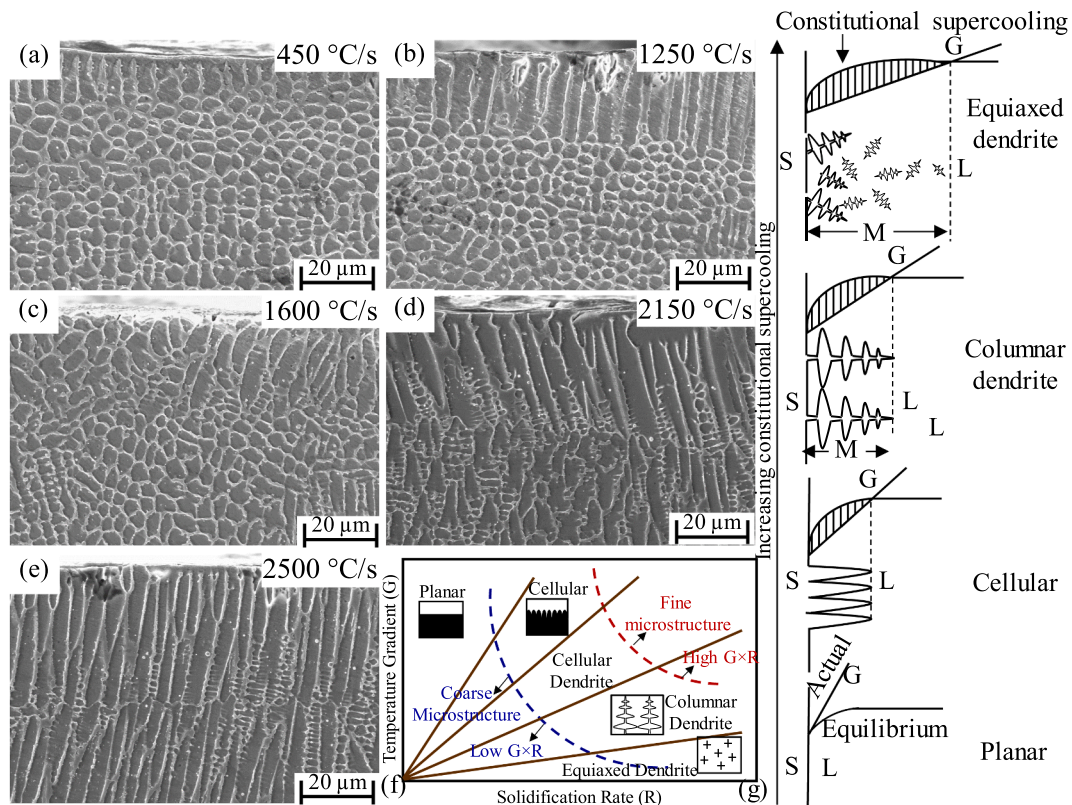 (a)
450 °C/s
20 µm
(b)
1250 °C/s
20 µm
(c)
1600 °C/s
20 µm
(d)
2150 °C/s
20 µm
(e)
2500 °C/s
20 µm
Temperature Gradient (G)
Planar
Cellular
Fine
microstructure
High G×R
Cellular
Dendrite
Coarse
Microstructure
Columnar
Dendrite
Low G×R
Equiaxed Dendrite
(f)
Solidification Rate (R)
(g)
Increasing constitutional supercooling
Constitutional supercooling
G
Equiaxed
dendrite
S
L
M
G
Columnar
dendrite
S
L
L
M
G
S
L
Cellular
Actual
G
Equilibrium
S
L
Planar